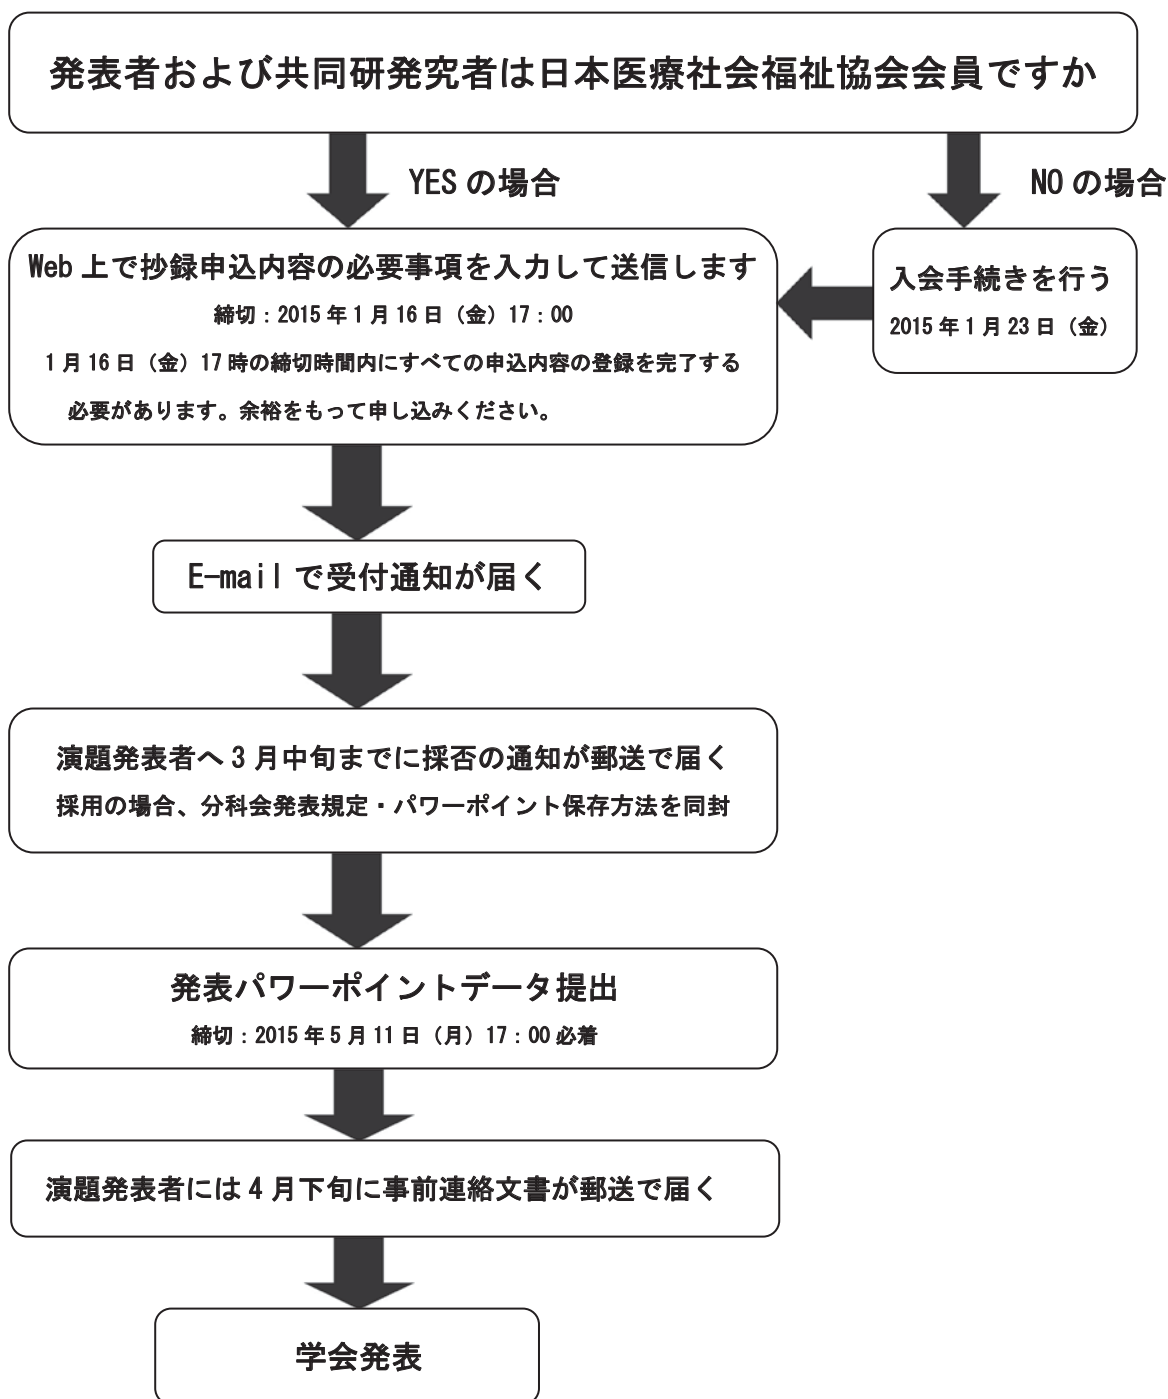 発表者および共同研発究者は日本医療社会福祉協会会員ですか
YES の場合
NO の場合
Web 上で抄録申込内容の必要事項を入力して送信します
締切：2015 年 1 月 16 日（金）17：00
1 月 16 日（金）17 時の締切時間内にすべての申込内容の登録を完了する
必要があります。余裕をもって申し込みください。
入会手続きを行う
2015 年 1 月 23 日（金）
E-mail で受付通知が届く
演題発表者へ 3 月中旬までに採否の通知が郵送で届く
採用の場合、分科会発表規定・パワーポイント保存方法を同封
発表パワーポイントデータ提出
締切：2015 年 5 月 11 日（月）17：00 必着
演題発表者には 4 月下旬に事前連絡文書が郵送で届く
学会発表